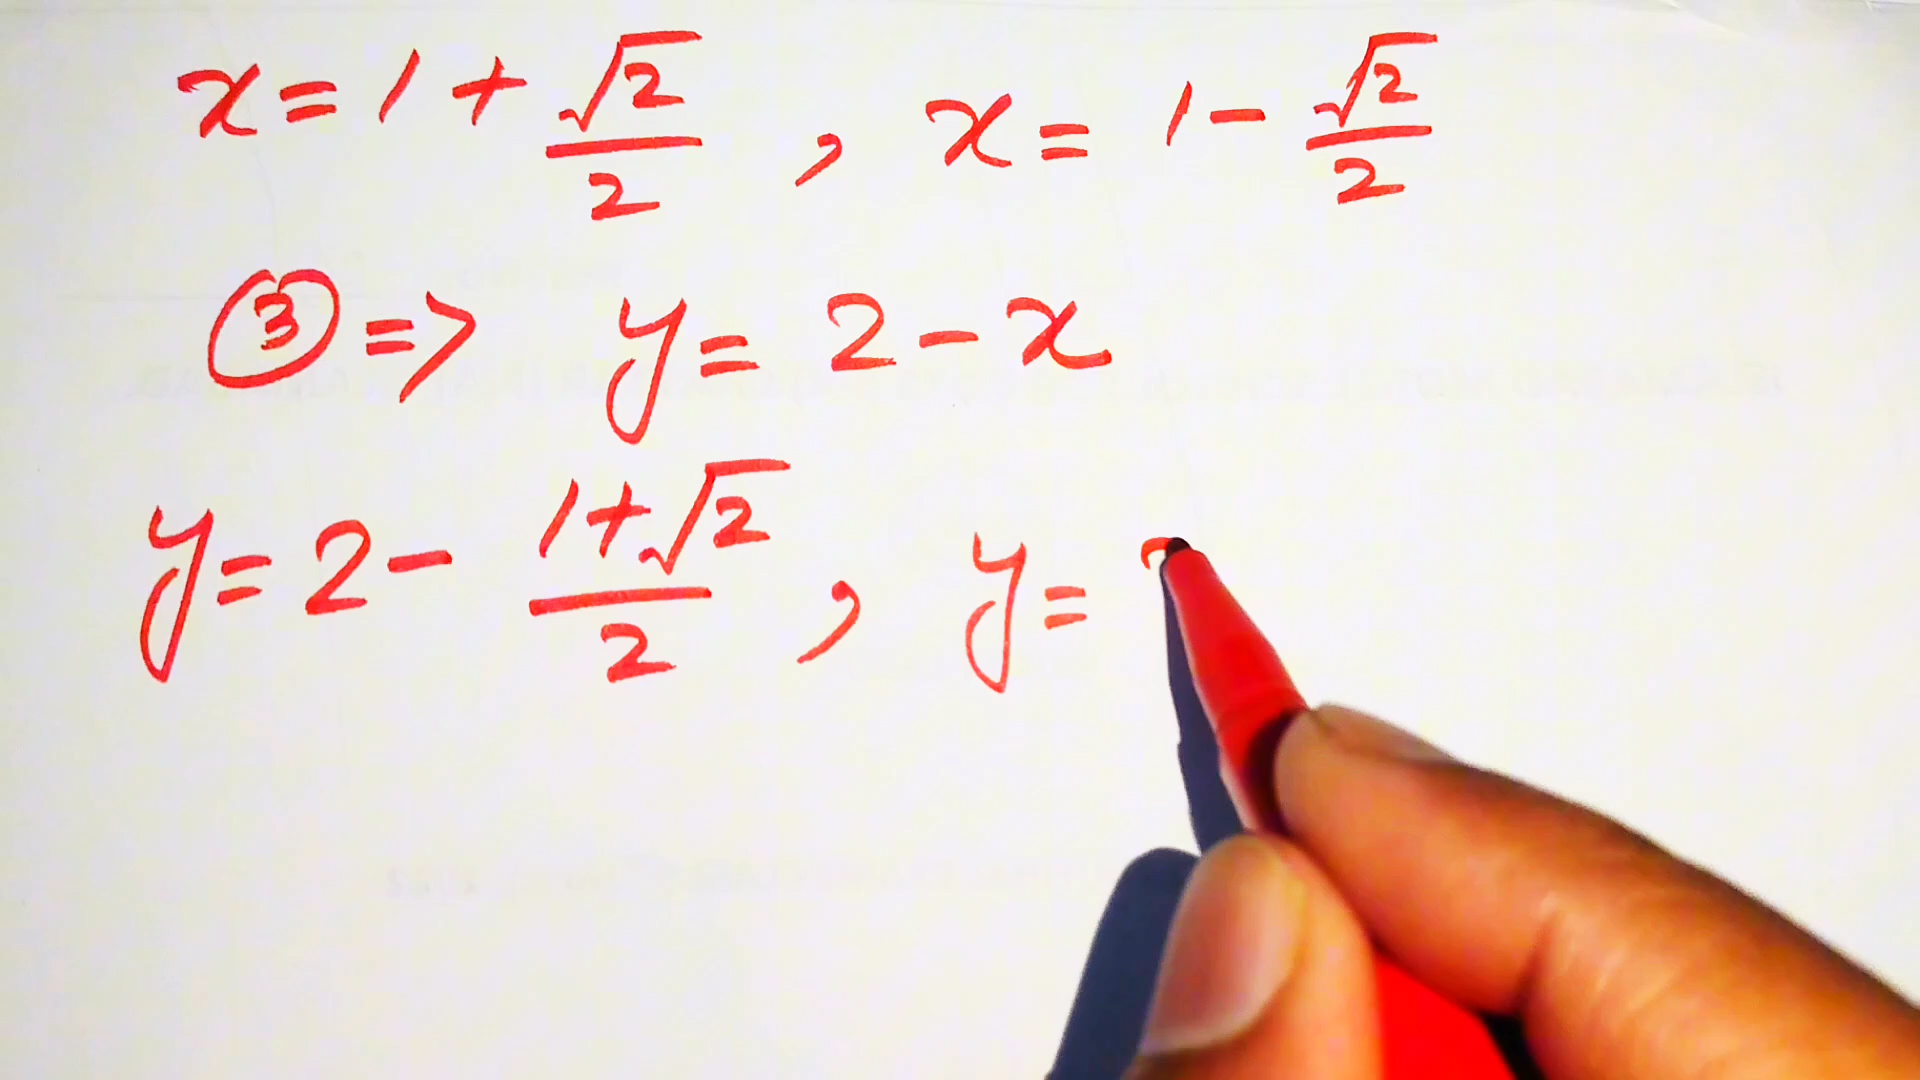 x = 1 + √2/2 , x = 1 - √2/2
③ => y = 2 - x
y = 2 - (1+√2)/2 , y =